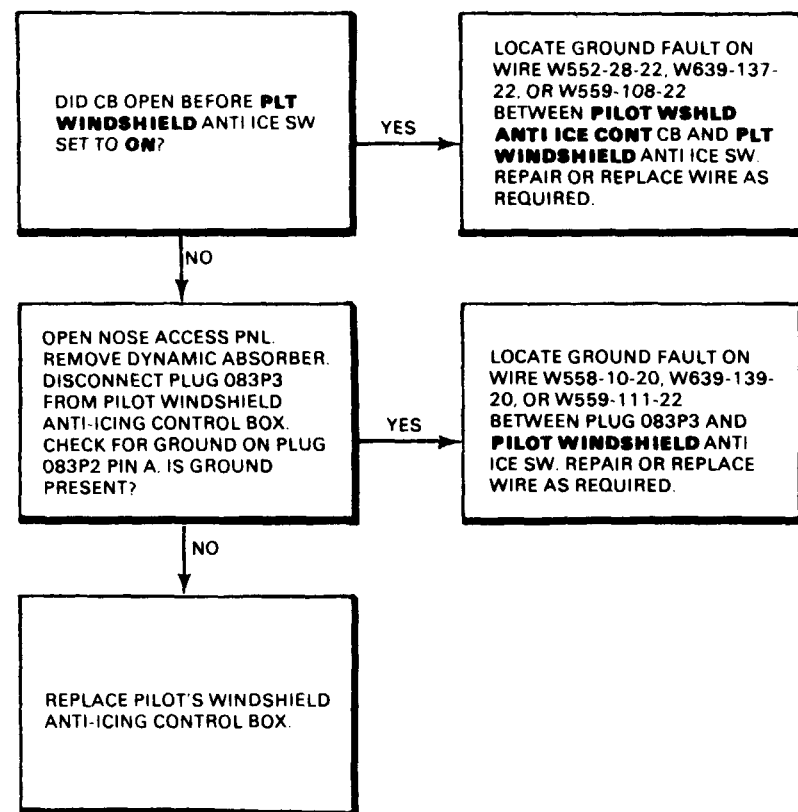 DID CB OPEN BEFORE PLT
WINDSHIELD ANTI ICE SW
SET TO ON?
YES
LOCATE GROUND FAULT ON
WIRE W552-28-22, W639-137-
22, OR W559-108-22
BETWEEN PILOT WSHLD
ANTI ICE CONT CB AND PLT
WINDSHIELD ANTI ICE SW.
REPAIR OR REPLACE WIRE AS
REQUIRED.
NO
OPEN NOSE ACCESS PNL.
REMOVE DYNAMIC ABSORBER.
DISCONNECT PLUG 083P3
FROM PILOT WINDSHIELD
ANTI-ICING CONTROL BOX.
CHECK FOR GROUND ON PLUG
083P2 PIN A. IS GROUND
PRESENT?
YES
LOCATE GROUND FAULT ON
WIRE W558-10-20, W639-139-
20, OR W559-111-22
BETWEEN PLUG 083P3 AND
PILOT WINDSHIELD ANTI
ICE SW. REPAIR OR REPLACE
WIRE AS REQUIRED.
NO
REPLACE PILOT'S WINDSHIELD
ANTI-ICING CONTROL BOX.